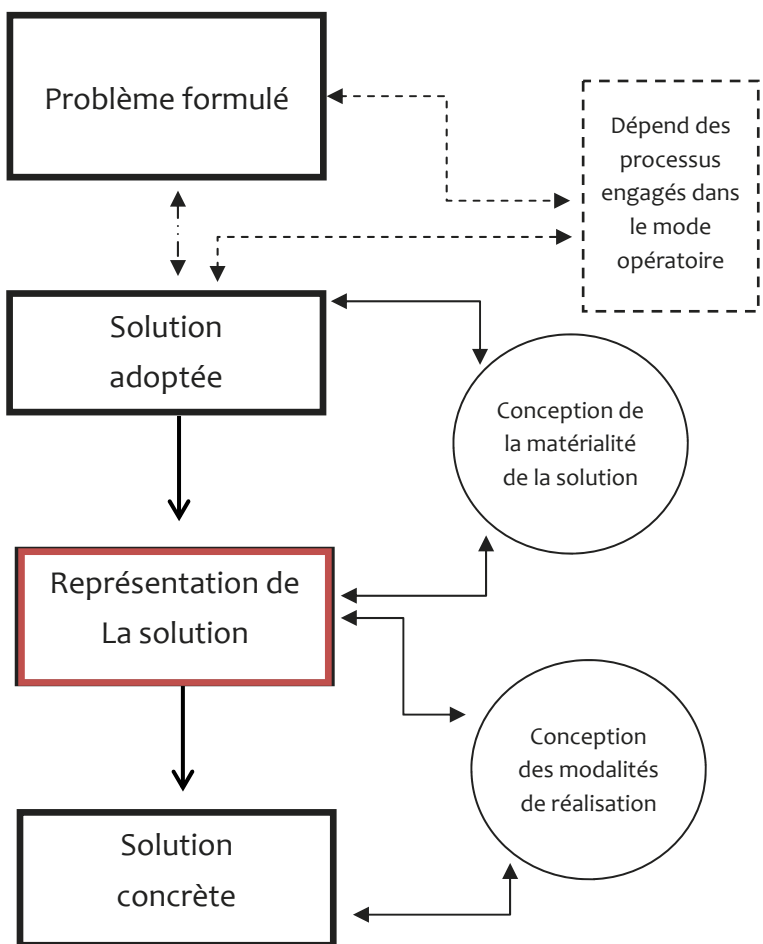 Problème formulé
Dépend des
processus
engagés dans
le mode
opératoire
Solution
adoptée
Conception de
la matérialité
de la solution
Représentation de
La solution
Conception
des modalités
de réalisation
Solution
concrète